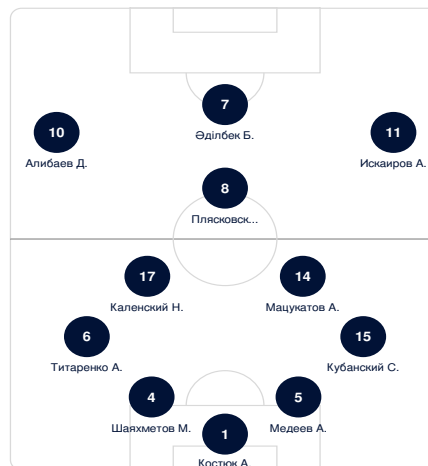 7
Әділбек Б.
10
Алибаев Д.
11
Искаиров А.
8
Плясковск...
17
Каленский Н.
14
Мацукатов А.
6
Титаренко А.
15
Кубанский С.
4
Шаяхметов М.
5
Медеев А.
1
Костюк А